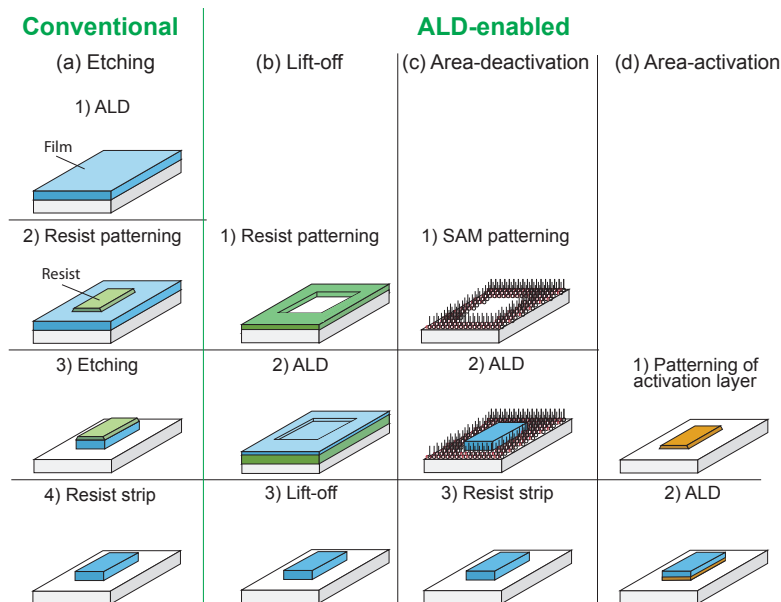 Conventional
ALD-enabled
(a) Etching
(b) Lift-off
(c) Area-deactivation
(d) Area-activation
1) ALD
Film
2) Resist patterning
1) Resist patterning
1) SAM patterning
Resist
3) Etching
2) ALD
2) ALD
1) Patterning of
activation layer
4) Resist strip
3) Lift-off
3) Resist strip
2) ALD